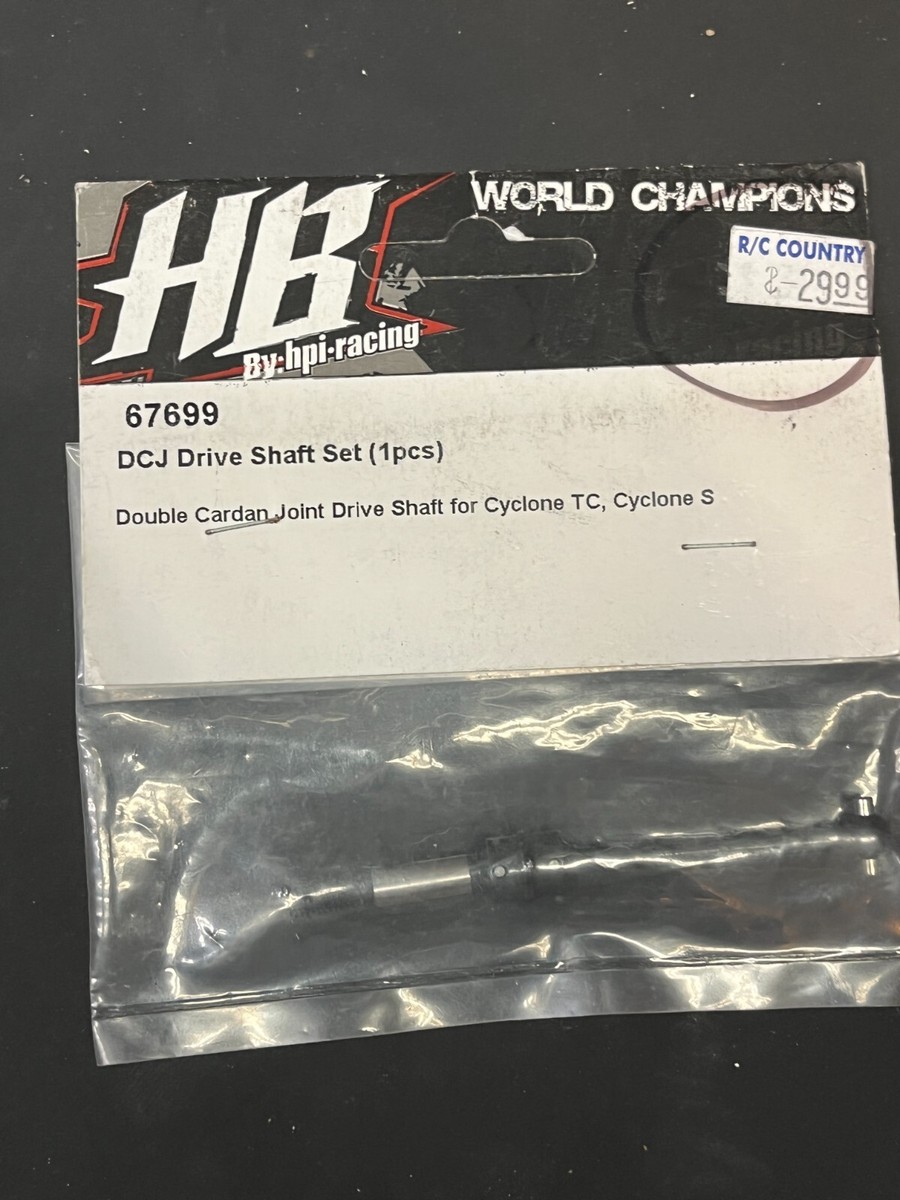 WORLD CHAMPIONS
HB
By:hpi·racing
R/C COUNTRY
2999
67699
DCJ Drive Shaft Set (1pcs)
Double Cardan Joint Drive Shaft for Cyclone TC, Cyclone S